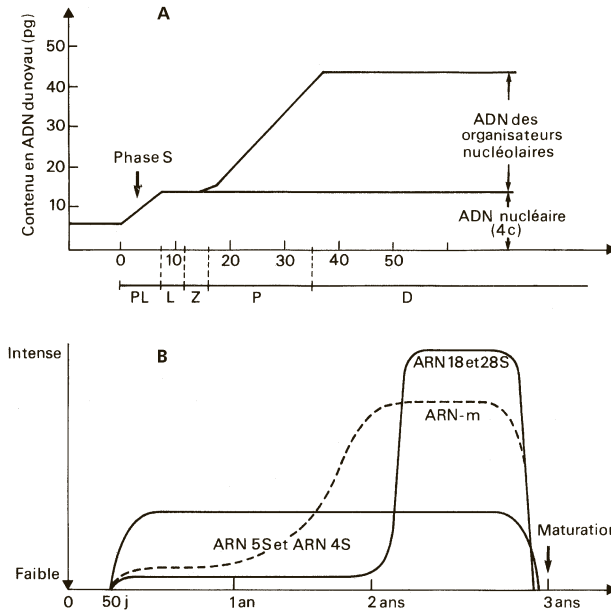 A
Contenu en ADN du noyau (pg)
50
40
30
20
10
Phase S
ADN des
organisateurs
nucléolaires
ADN nucléaire
(4c)
0 10 20 30 40 50
PL L Z P D
B
Intense
Faible
ARN 18 et 28S
ARN-m
ARN 5S et ARN 4S
Maturation
0 50 j 1 an 2 ans 3 ans